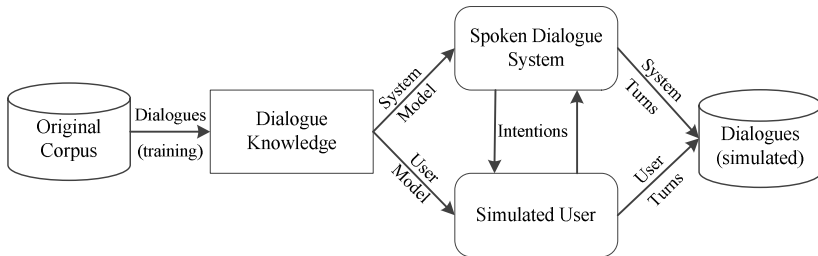 Original
Corpus
Dialogues
(training)
Dialogue
Knowledge
System
Model
User
Model
Spoken Dialogue
System
Intentions
Simulated User
System
Turns
User
Turns
Dialogues
(simulated)